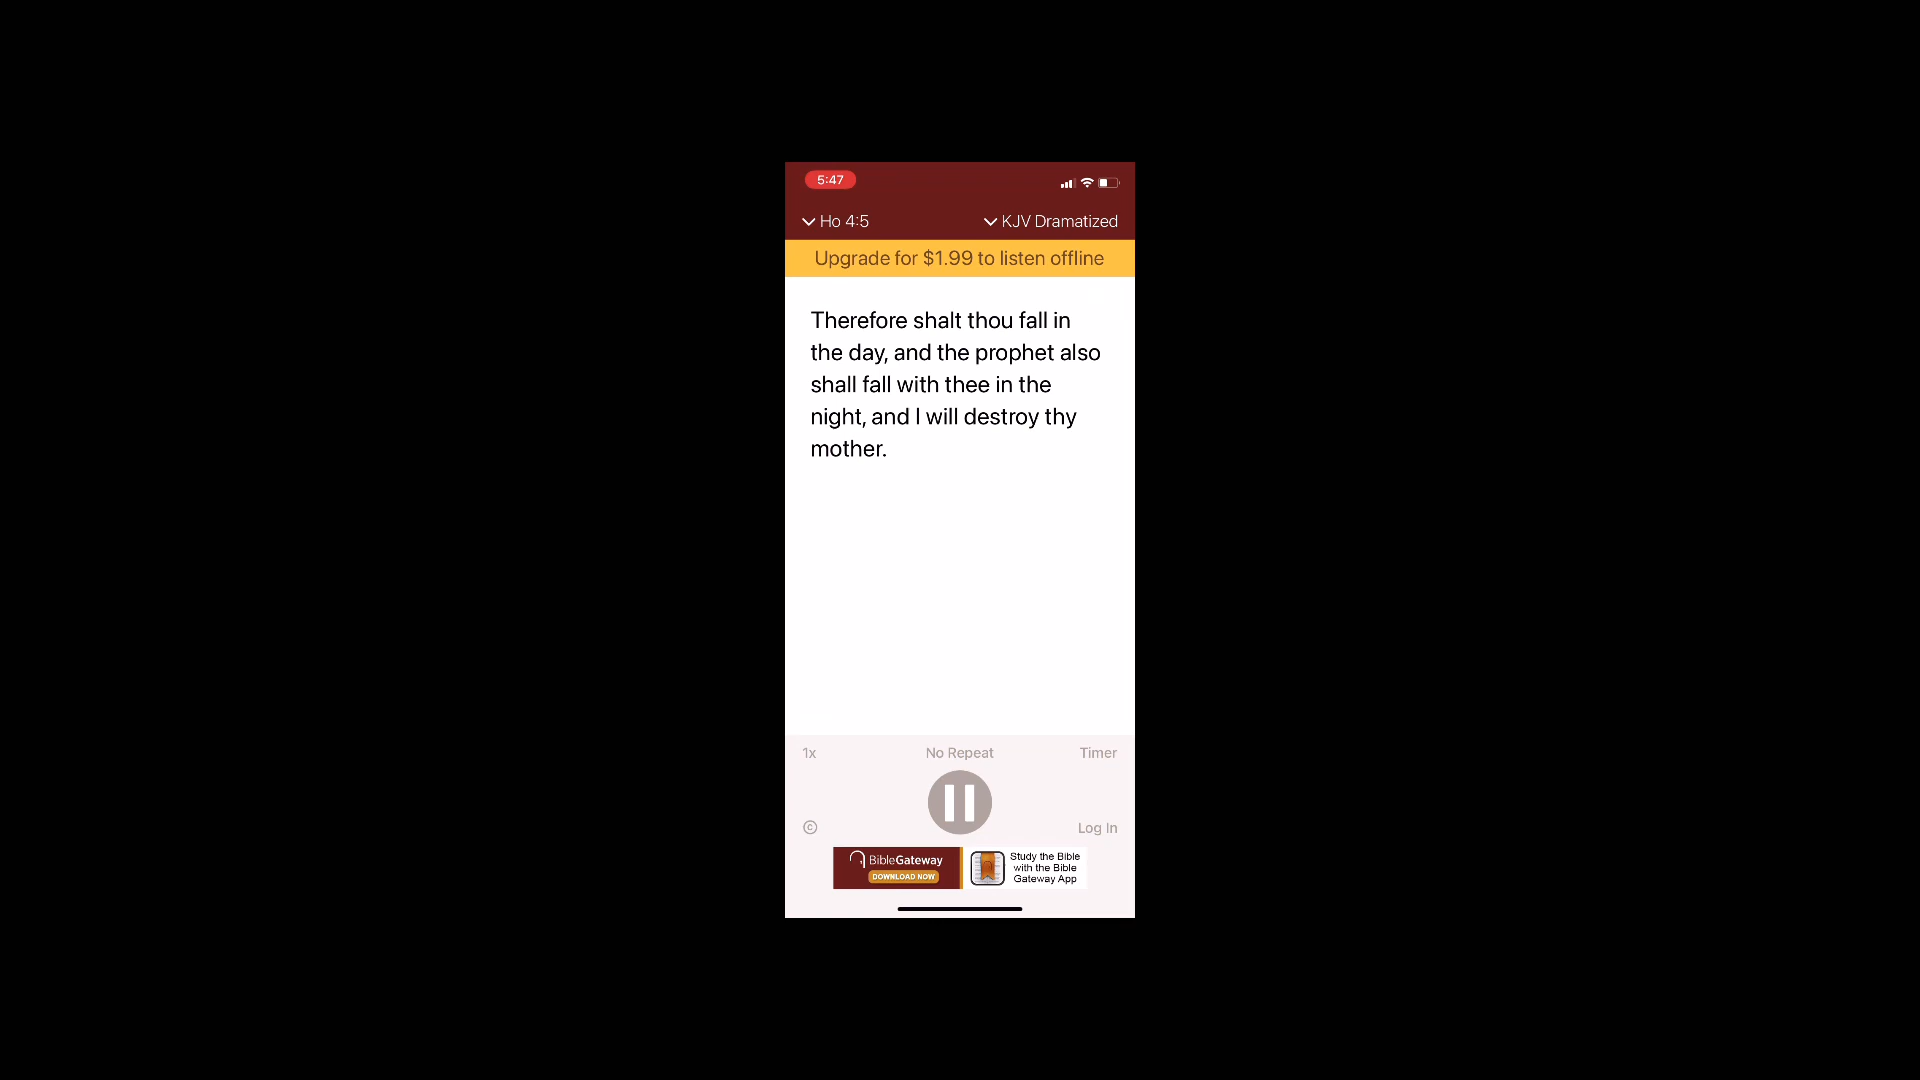 5:47
Ho 4:5
KJV Dramatized
Upgrade for $1.99 to listen offline
Therefore shalt thou fall in
the day, and the prophet also
shall fall with thee in the
night, and I will destroy thy
mother.
1x
No Repeat
Timer
©
Log In
BibleGateway
DOWNLOAD NOW
Study the Bible
with the Bible
Gateway App